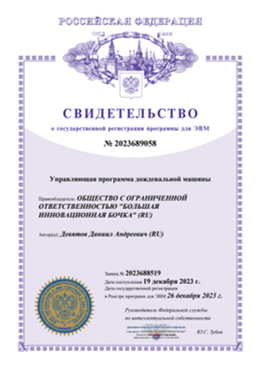 РОССИЙСКАЯ ФЕДЕРАЦИЯ
СВИДЕТЕЛЬСТВО
о государственной регистрации программы для ЭВМ
№ 2023689058
Управляющая программа дождевальной машины
Правообладатель: ОБЩЕСТВО С ОГРАНИЧЕННОЙ
ОТВЕТСТВЕННОСТЬЮ "БОЛЬШАЯ
ИННОВАЦИОННАЯ БОЧКА" (RU)
Автор(ы): Девятов Даниил Андреевич (RU)
Заявка № 2023688519
Дата поступления 19 декабря 2023 г.
Дата государственной регистрации
в Реестре программ для ЭВМ 26 декабря 2023 г.
Руководитель Федеральной службы
по интеллектуальной собственности
Ю.С. Зубов